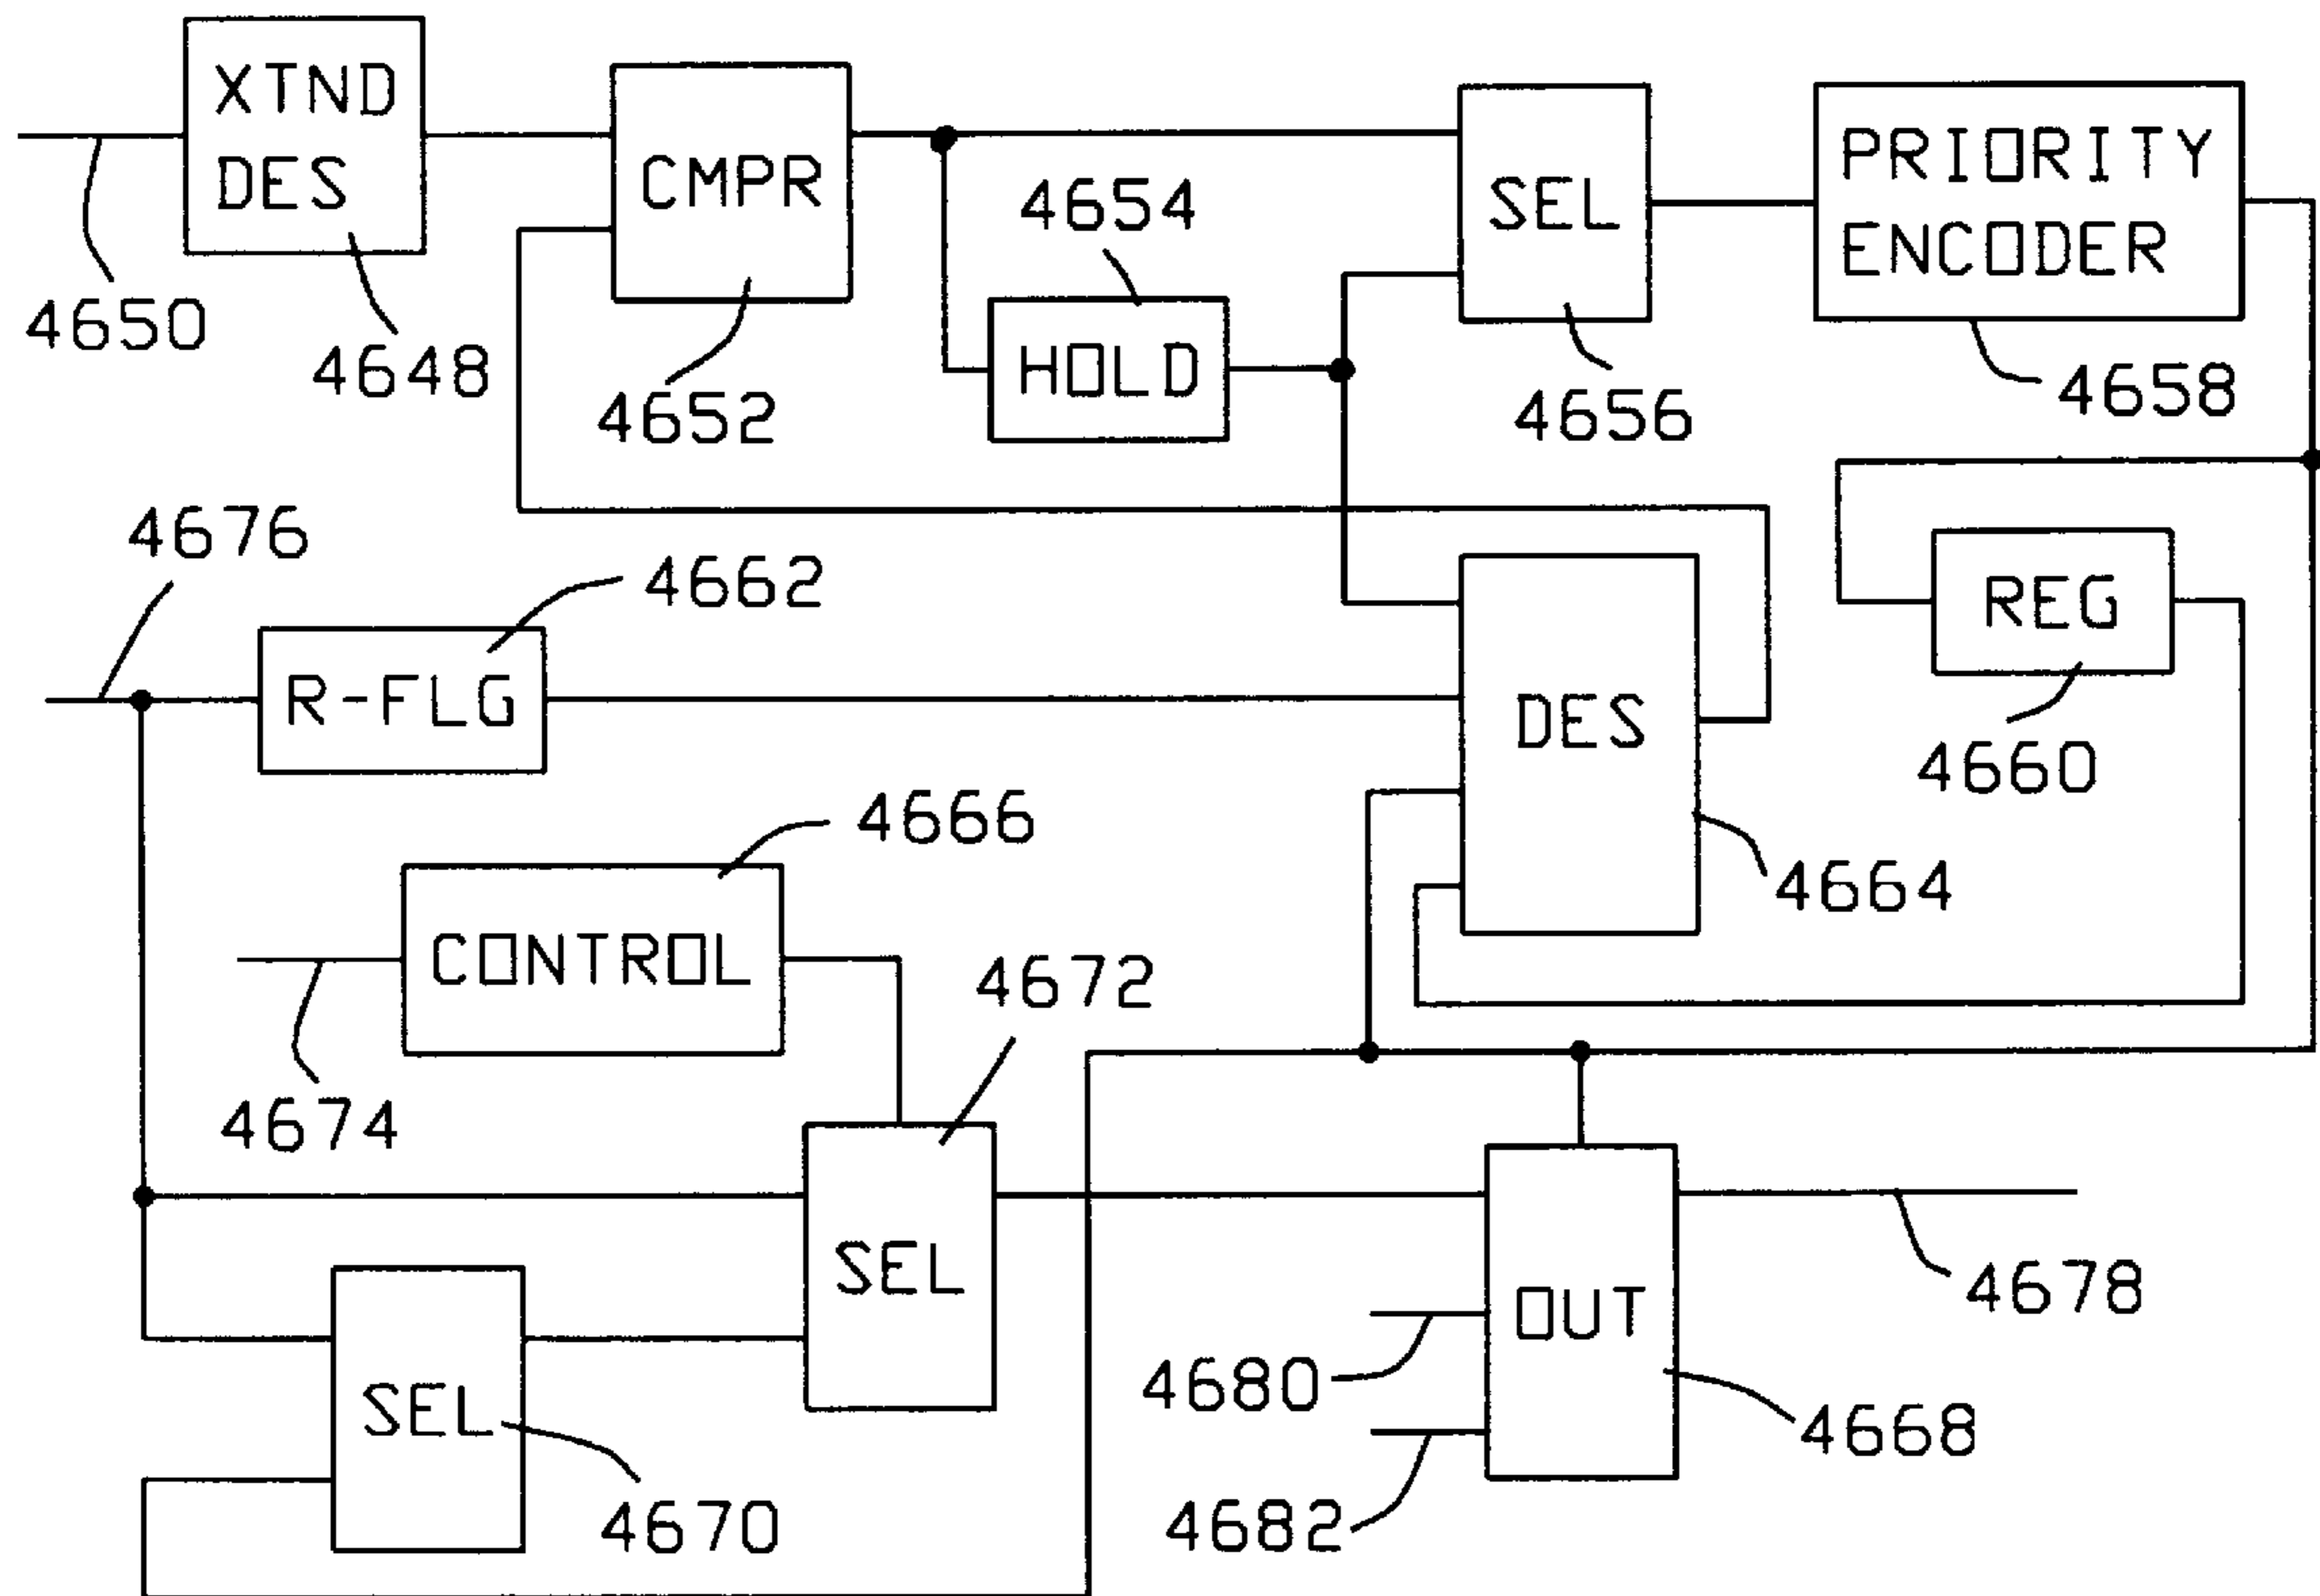 XTND
DES
CMPR
4654
SEL
PRIORITY
ENCODER
4650
4648
4652
HOLD
4656
4658
4676
4662
REG
R-FLG
DES
4660
4666
4664
CONTROL
4672
4674
SEL
OUT
4678
SEL
4680
4668
4670
4682